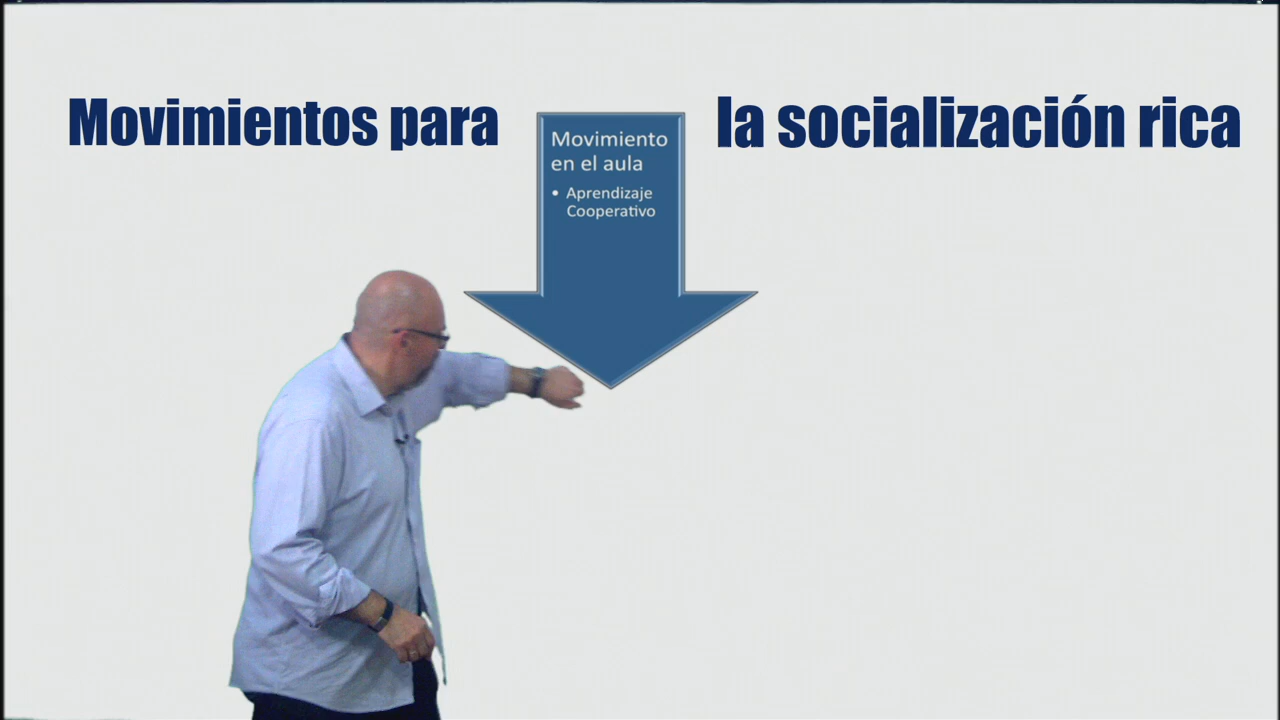 Movimientos para la socialización rica
Movimiento
en el aula
• Aprendizaje
Cooperativo